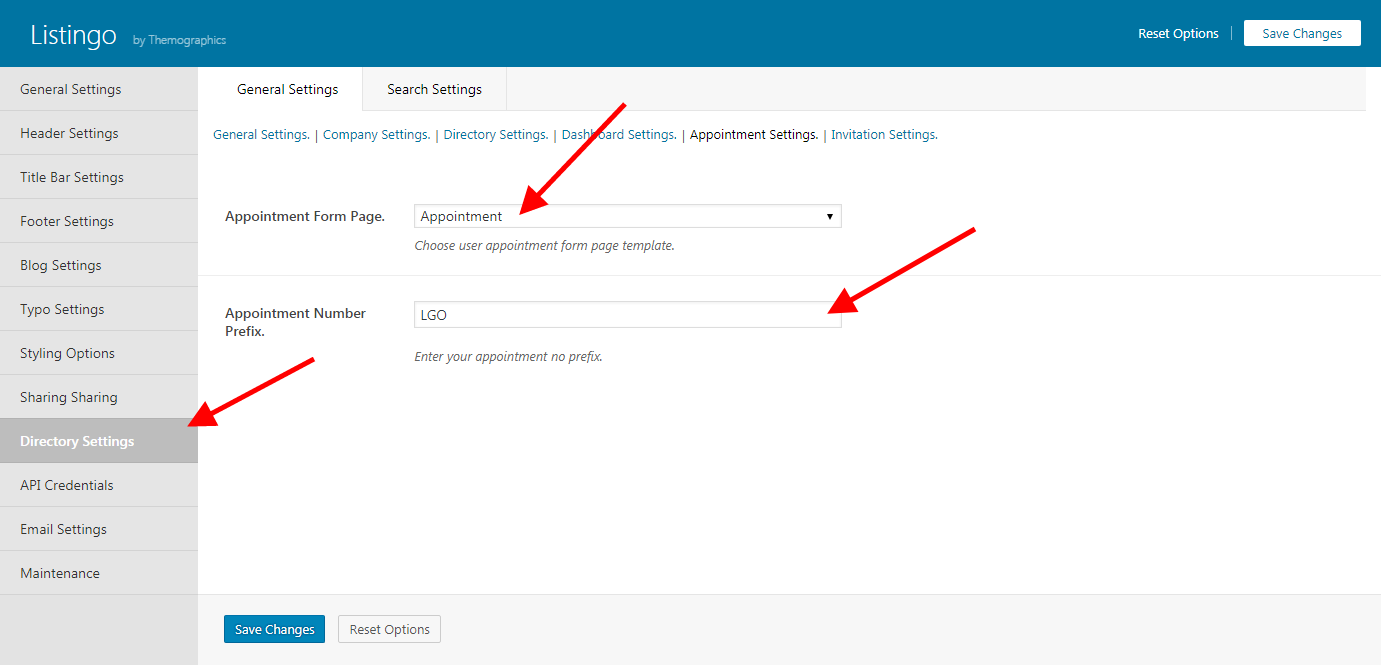 Listingo by Themographics
Reset Options | Save Changes
General Settings
Header Settings
Title Bar Settings
Footer Settings
Blog Settings
Typo Settings
Styling Options
Sharing Sharing
Directory Settings
API Credentials
Email Settings
Maintenance
General Settings Search Settings
General Settings. | Company Settings. | Directory Settings. | Dashboard Settings. | Appointment Settings. | Invitation Settings.
Appointment Form Page.
Appointment
Choose user appointment form page template.
Appointment Number
Prefix.
LGO
Enter your appointment no prefix.
Save Changes Reset Options